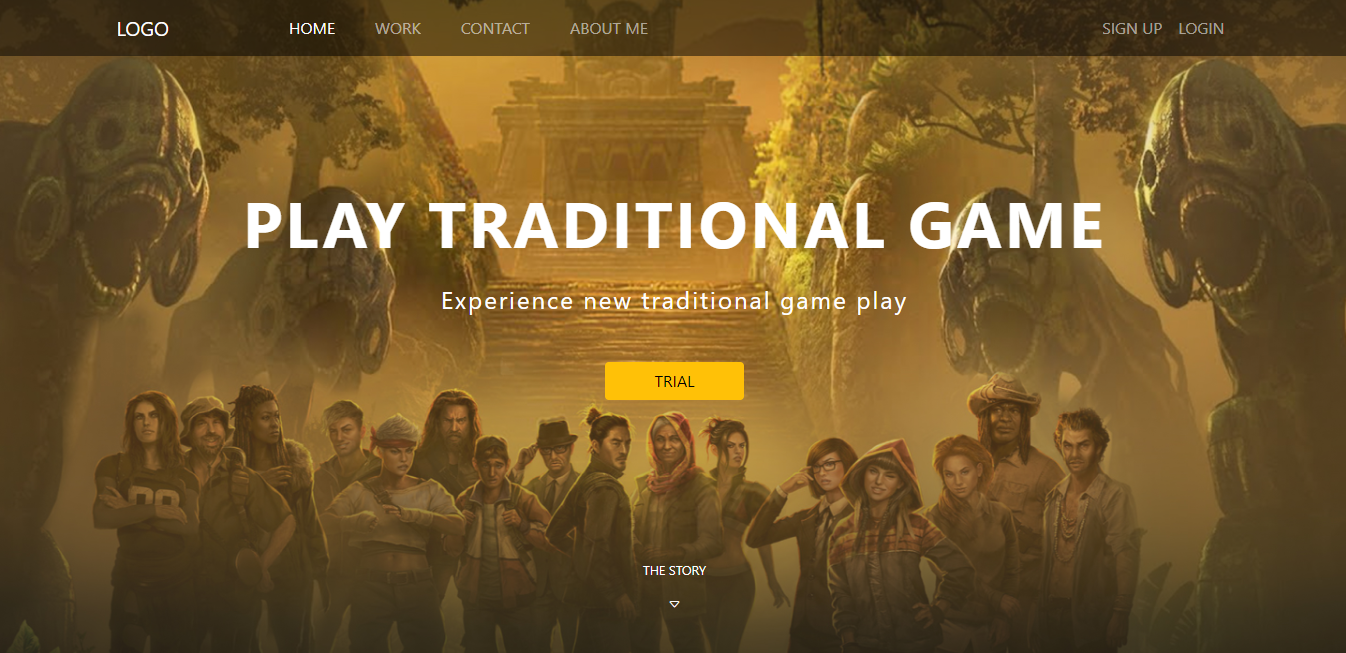 LOGO HOME WORK CONTACT ABOUT ME SIGN UP LOGIN
PLAY TRADITIONAL GAME
Experience new traditional game play
TRIAL
THE STORY